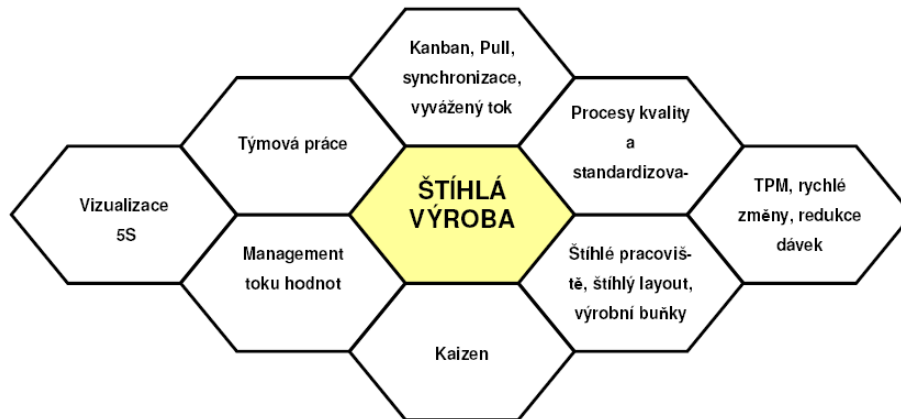 Kanban, Pull,
synchronizace,
vyvážený tok
Týmová práce
Procesy kvality
a
standardizova-
Vizualizace
5S
ŠTÍHLÁ
VÝROBA
TPM, rychlé
změny, redukce
dávek
Management
toku hodnot
Štíhlé pracoviš-
tě, štíhlý layout,
výrobní buňky
Kaizen